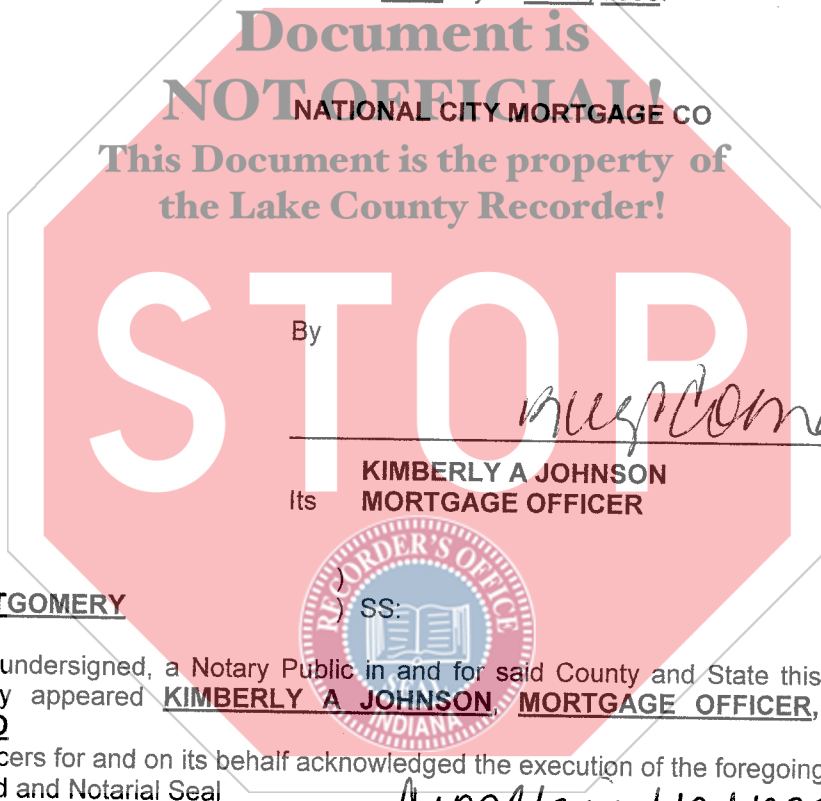 Document is
NOT OFFICIAL!
NATIONAL CITY MORTGAGE CO
This Document is the property of
the Lake County Recorder!
STOP
By
KIMBERLY A JOHNSON
Its MORTGAGE OFFICER
RECORDER'S OFFICE
TGOMERY
)
) SS:
undersigned, a Notary Public in and for said County and State this
y appeared KIMBERLY A JOHNSON, MORTGAGE OFFICER,
INDIANA
cers for and on its behalf acknowledged the execution of the foregoing
d and Notarial Seal